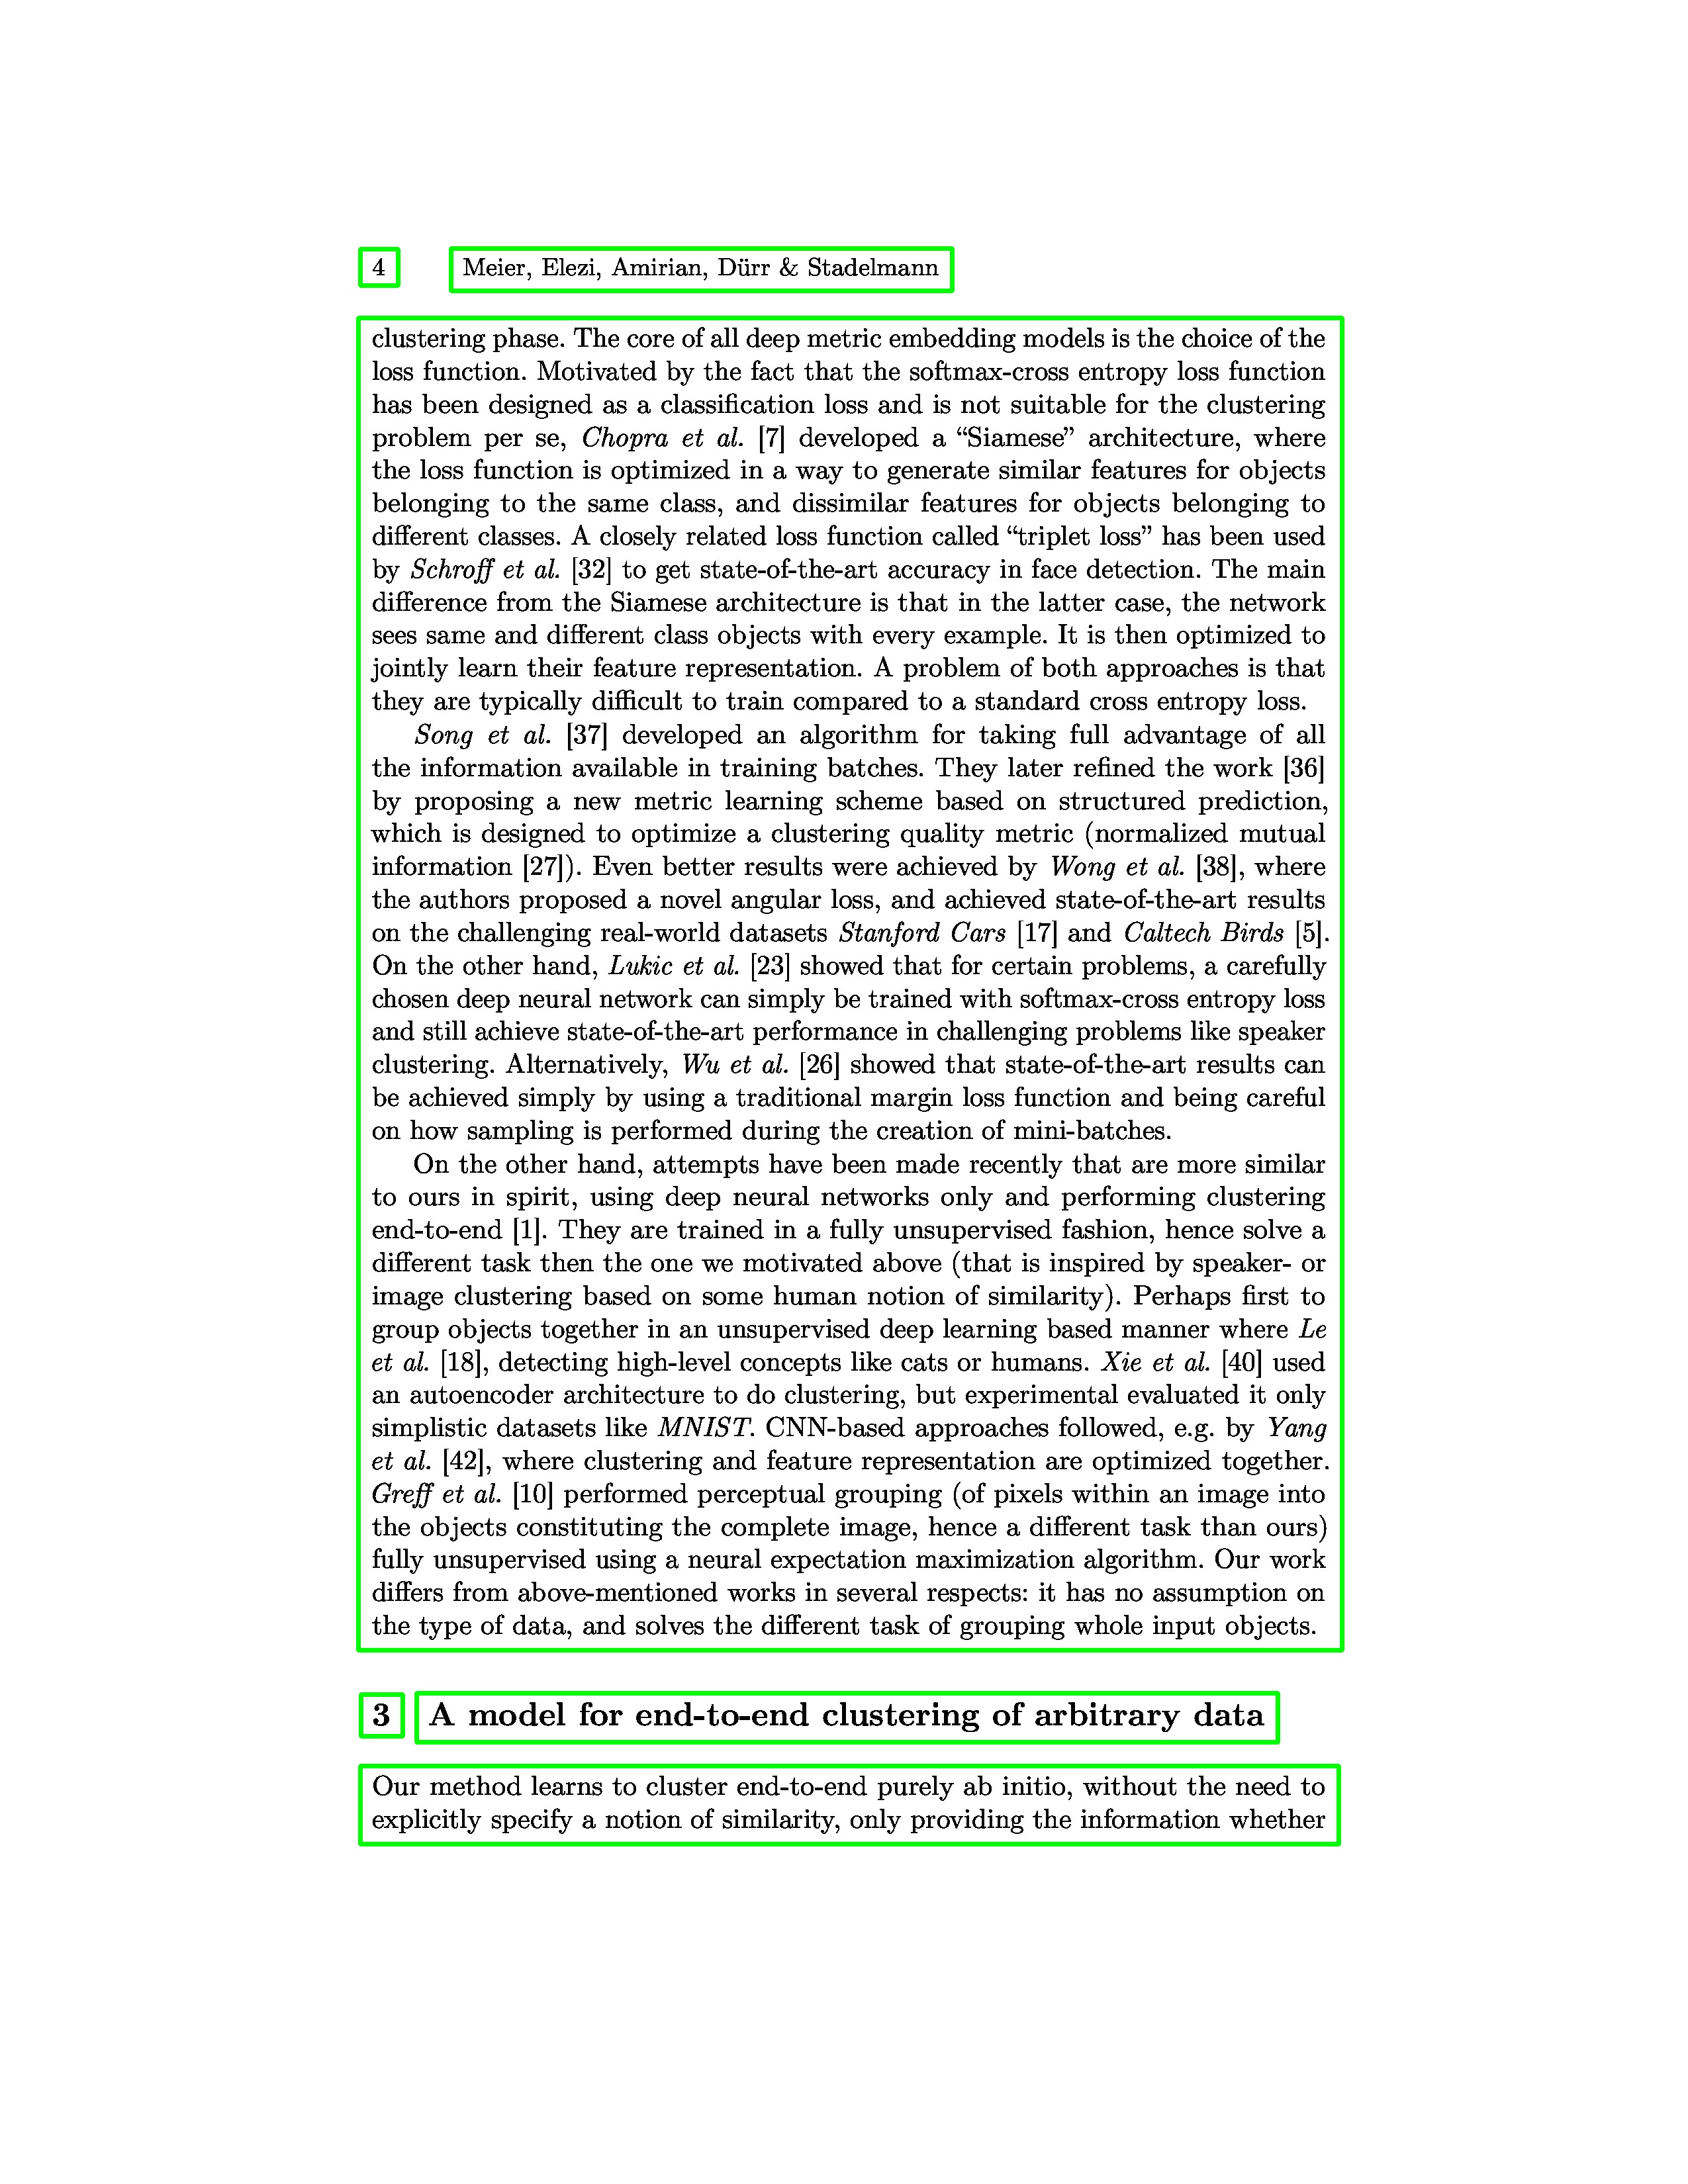 4 Meier, Elezi, Amirian, Dürr & Stadelmann
clustering phase. The core of all deep metric embedding models is the choice of the
loss function. Motivated by the fact that the softmax-cross entropy loss function
has been designed as a classification loss and is not suitable for the clustering
problem per se, Chopra et al. [7] developed a “Siamese” architecture, where
the loss function is optimized in a way to generate similar features for objects
belonging to the same class, and dissimilar features for objects belonging to
different classes. A closely related loss function called “triplet loss” has been used
by Schroff et al. [32] to get state-of-the-art accuracy in face detection. The main
difference from the Siamese architecture is that in the latter case, the network
sees same and different class objects with every example. It is then optimized to
jointly learn their feature representation. A problem of both approaches is that
they are typically difficult to train compared to a standard cross entropy loss.
Song et al. [37] developed an algorithm for taking full advantage of all
the information available in training batches. They later refined the work [36]
by proposing a new metric learning scheme based on structured prediction,
which is designed to optimize a clustering quality metric (normalized mutual
information [27]). Even better results were achieved by Wong et al. [38], where
the authors proposed a novel angular loss, and achieved state-of-the-art results
on the challenging real-world datasets Stanford Cars [17] and Caltech Birds [5].
On the other hand, Lukic et al. [23] showed that for certain problems, a carefully
chosen deep neural network can simply be trained with softmax-cross entropy loss
and still achieve state-of-the-art performance in challenging problems like speaker
clustering. Alternatively, Wu et al. [26] showed that state-of-the-art results can
be achieved simply by using a traditional margin loss function and being careful
on how sampling is performed during the creation of mini-batches.
On the other hand, attempts have been made recently that are more similar
to ours in spirit, using deep neural networks only and performing clustering
end-to-end [1]. They are trained in a fully unsupervised fashion, hence solve a
different task then the one we motivated above (that is inspired by speaker- or
image clustering based on some human notion of similarity). Perhaps first to
group objects together in an unsupervised deep learning based manner where Le
et al. [18], detecting high-level concepts like cats or humans. Xie et al. [40] used
an autoencoder architecture to do clustering, but experimental evaluated it only
simplistic datasets like MNIST. CNN-based approaches followed, e.g. by Yang
et al. [42], where clustering and feature representation are optimized together.
Greff et al. [10] performed perceptual grouping (of pixels within an image into
the objects constituting the complete image, hence a different task than ours)
fully unsupervised using a neural expectation maximization algorithm. Our work
differs from above-mentioned works in several respects: it has no assumption on
the type of data, and solves the different task of grouping whole input objects.
3 A model for end-to-end clustering of arbitrary data
Our method learns to cluster end-to-end purely ab initio, without the need to
explicitly specify a notion of similarity, only providing the information whether